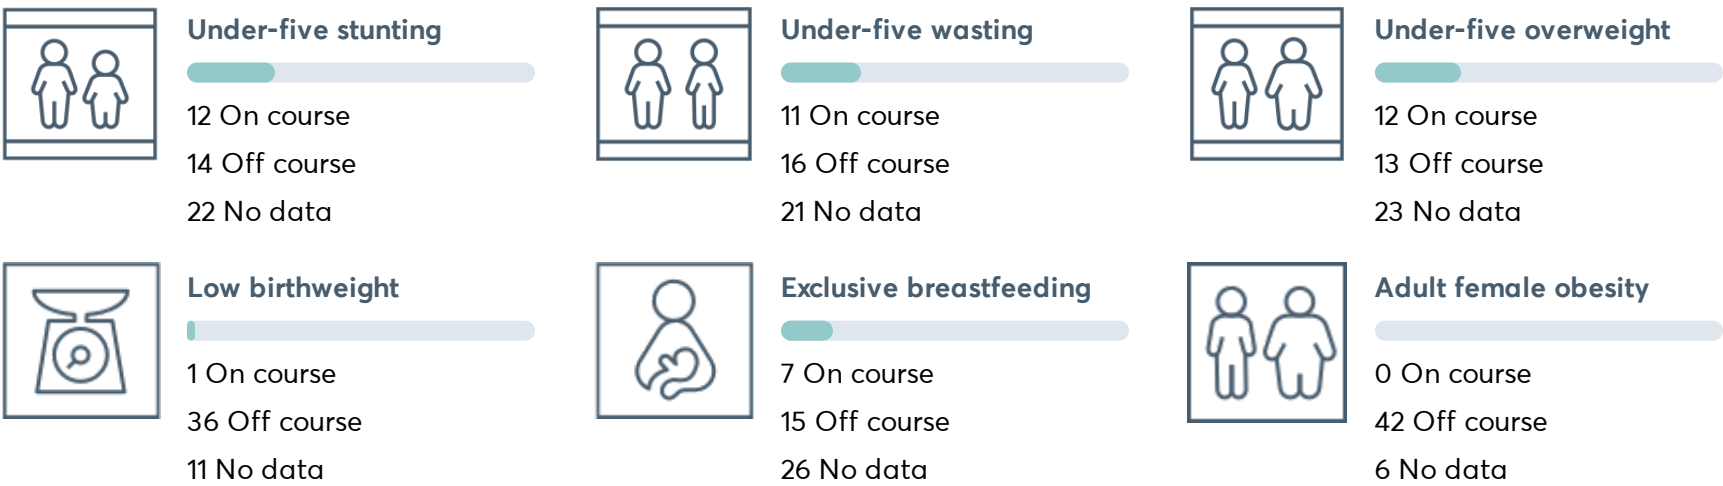 Under-five stunting
12 On course
14 Off course
22 No data
Under-five wasting
11 On course
16 Off course
21 No data
Under-five overweight
12 On course
13 Off course
23 No data
Low birthweight
1 On course
36 Off course
11 No data
Exclusive breastfeeding
7 On course
15 Off course
26 No data
Adult female obesity
0 On course
42 Off course
6 No data